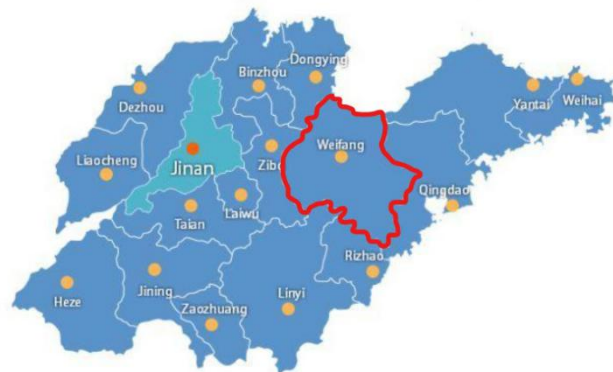 Dongying
Binzhou
Dezhou
Yantai
Weihai
Weifang
Zibo
Liaocheng
Jinan
Qingdao
Laiwu
Taian
Rizhao
Jining
Linyi
Heze
Zaozhuang